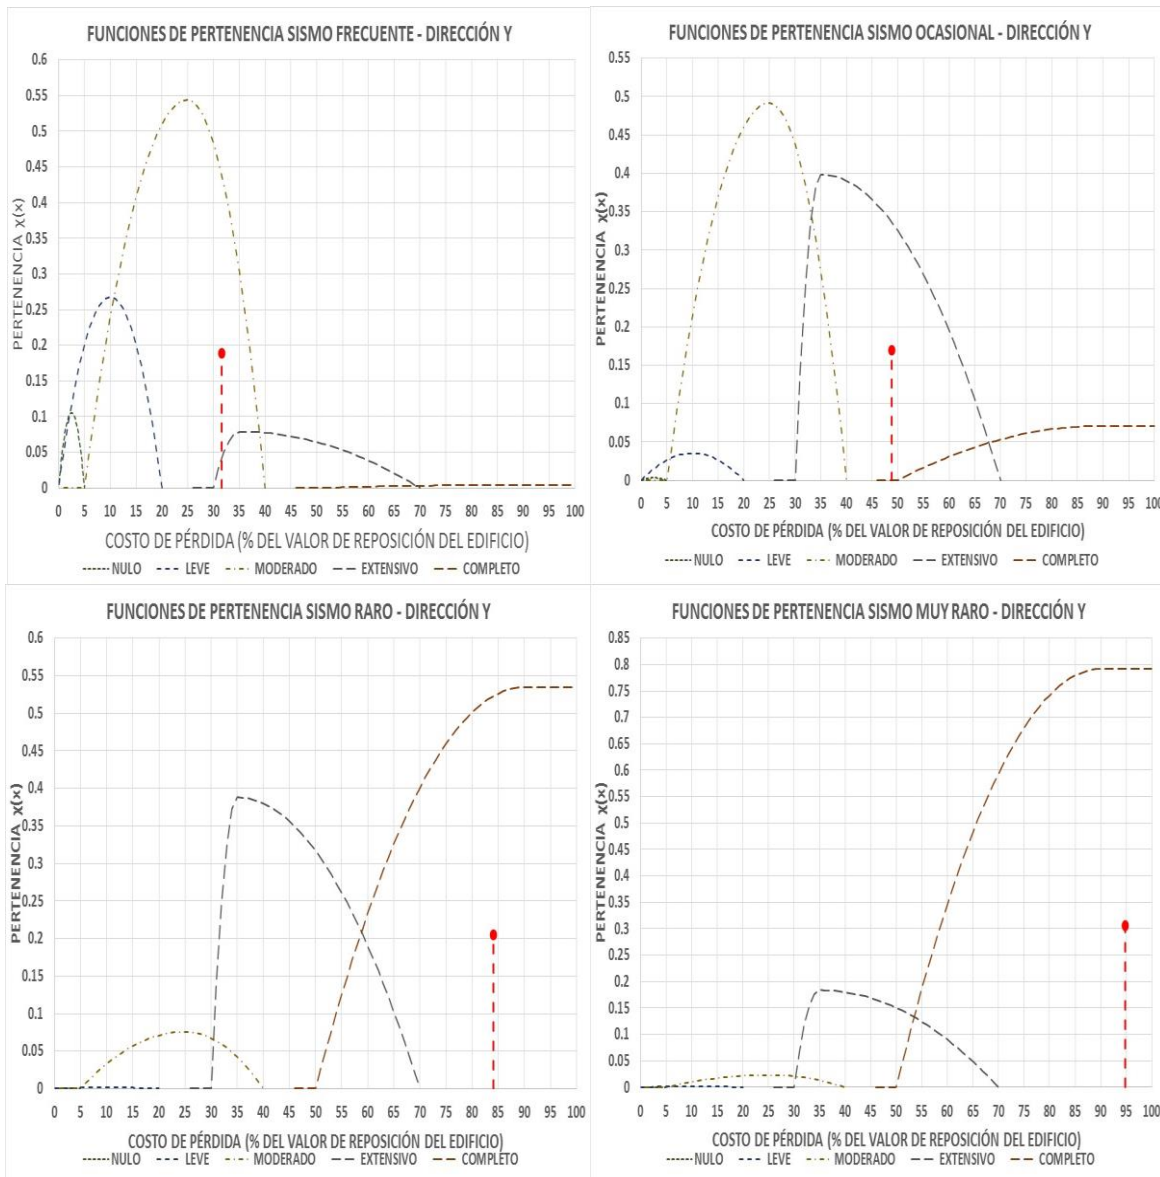 FUNCIONES DE PERTENENCIA SISMO FRECUENTE - DIRECCIÓN Y
0.6
0.55
0.5
0.45
0.4
0.35
0.3
0.25
0.2
0.15
0.1
0.05
0
PERTENENCIA χ(x)
0 5 10 15 20 25 30 35 40 45 50 55 60 65 70 75 80 85 90 95 100
COSTO DE PÉRDIDA (% DEL VALOR DE REPOSICIÓN DEL EDIFICIO)
NULO LEVE MODERADO EXTENSIVO COMPLETO
FUNCIONES DE PERTENENCIA SISMO OCASIONAL - DIRECCIÓN Y
0.55
0.5
0.45
0.4
0.35
0.3
0.25
0.2
0.15
0.1
0.05
0
PERTENENCIA χ(x)
0 5 10 15 20 25 30 35 40 45 50 55 60 65 70 75 80 85 90 95 100
COSTO DE PÉRDIDA (% DEL VALOR DE REPOSICIÓN DEL EDIFICIO)
NULO LEVE MODERADO EXTENSIVO COMPLETO
FUNCIONES DE PERTENENCIA SISMO RARO - DIRECCIÓN Y
0.6
0.55
0.5
0.45
0.4
0.35
0.3
0.25
0.2
0.15
0.1
0.05
0
PERTENENCIA χ(x)
0 5 10 15 20 25 30 35 40 45 50 55 60 65 70 75 80 85 90 95 100
COSTO DE PÉRDIDA (% DEL VALOR DE REPOSICIÓN DEL EDIFICIO)
NULO LEVE MODERADO EXTENSIVO COMPLETO
FUNCIONES DE PERTENENCIA SISMO MUY RARO - DIRECCIÓN Y
0.85
0.8
0.75
0.7
0.65
0.6
0.55
0.5
0.45
0.4
0.35
0.3
0.25
0.2
0.15
0.1
0.05
0
PERTENENCIA χ(x)
0 5 10 15 20 25 30 35 40 45 50 55 60 65 70 75 80 85 90 95 100
COSTO DE PÉRDIDA (% DEL VALOR DE REPOSICIÓN DEL EDIFICIO)
NULO LEVE MODERADO EXTENSIVO COMPLETO